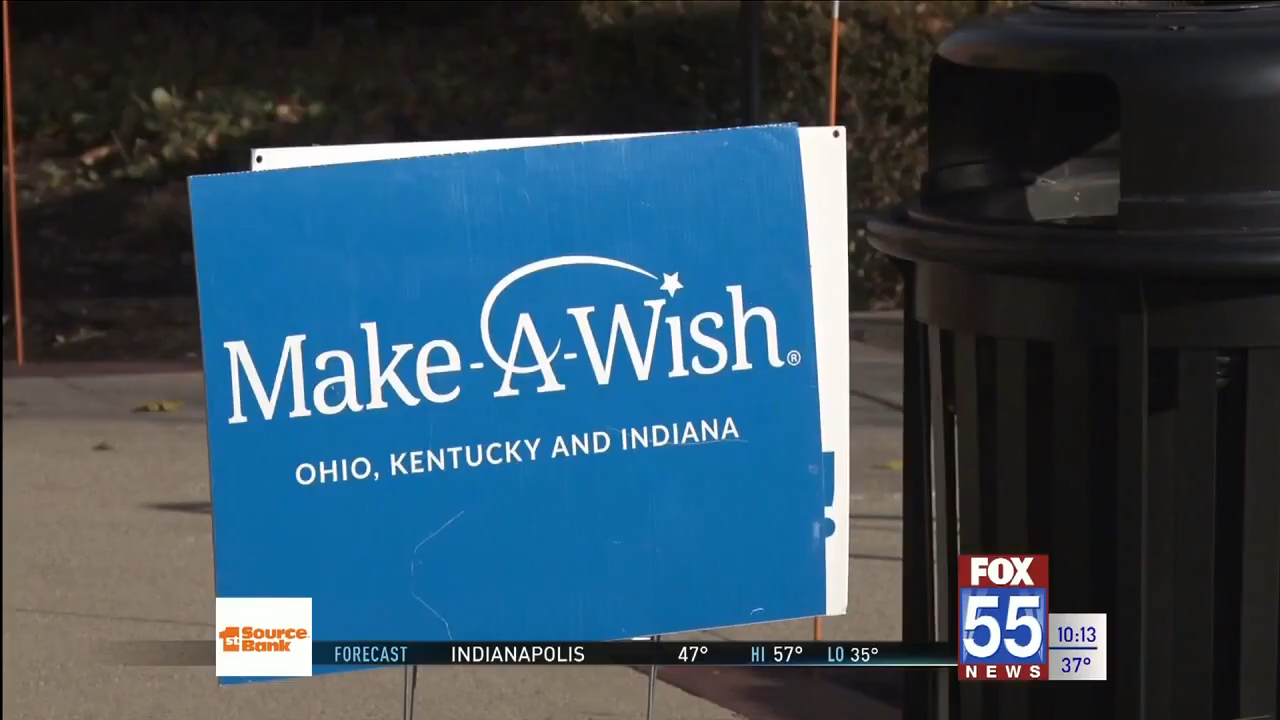 Make-A-Wish®
OHIO, KENTUCKY AND INDIANA
!
1st Source Bank
FORECAST INDIANAPOLIS 47° HI 57° LO 35°
FOX
55
NEWS
10:13
37°